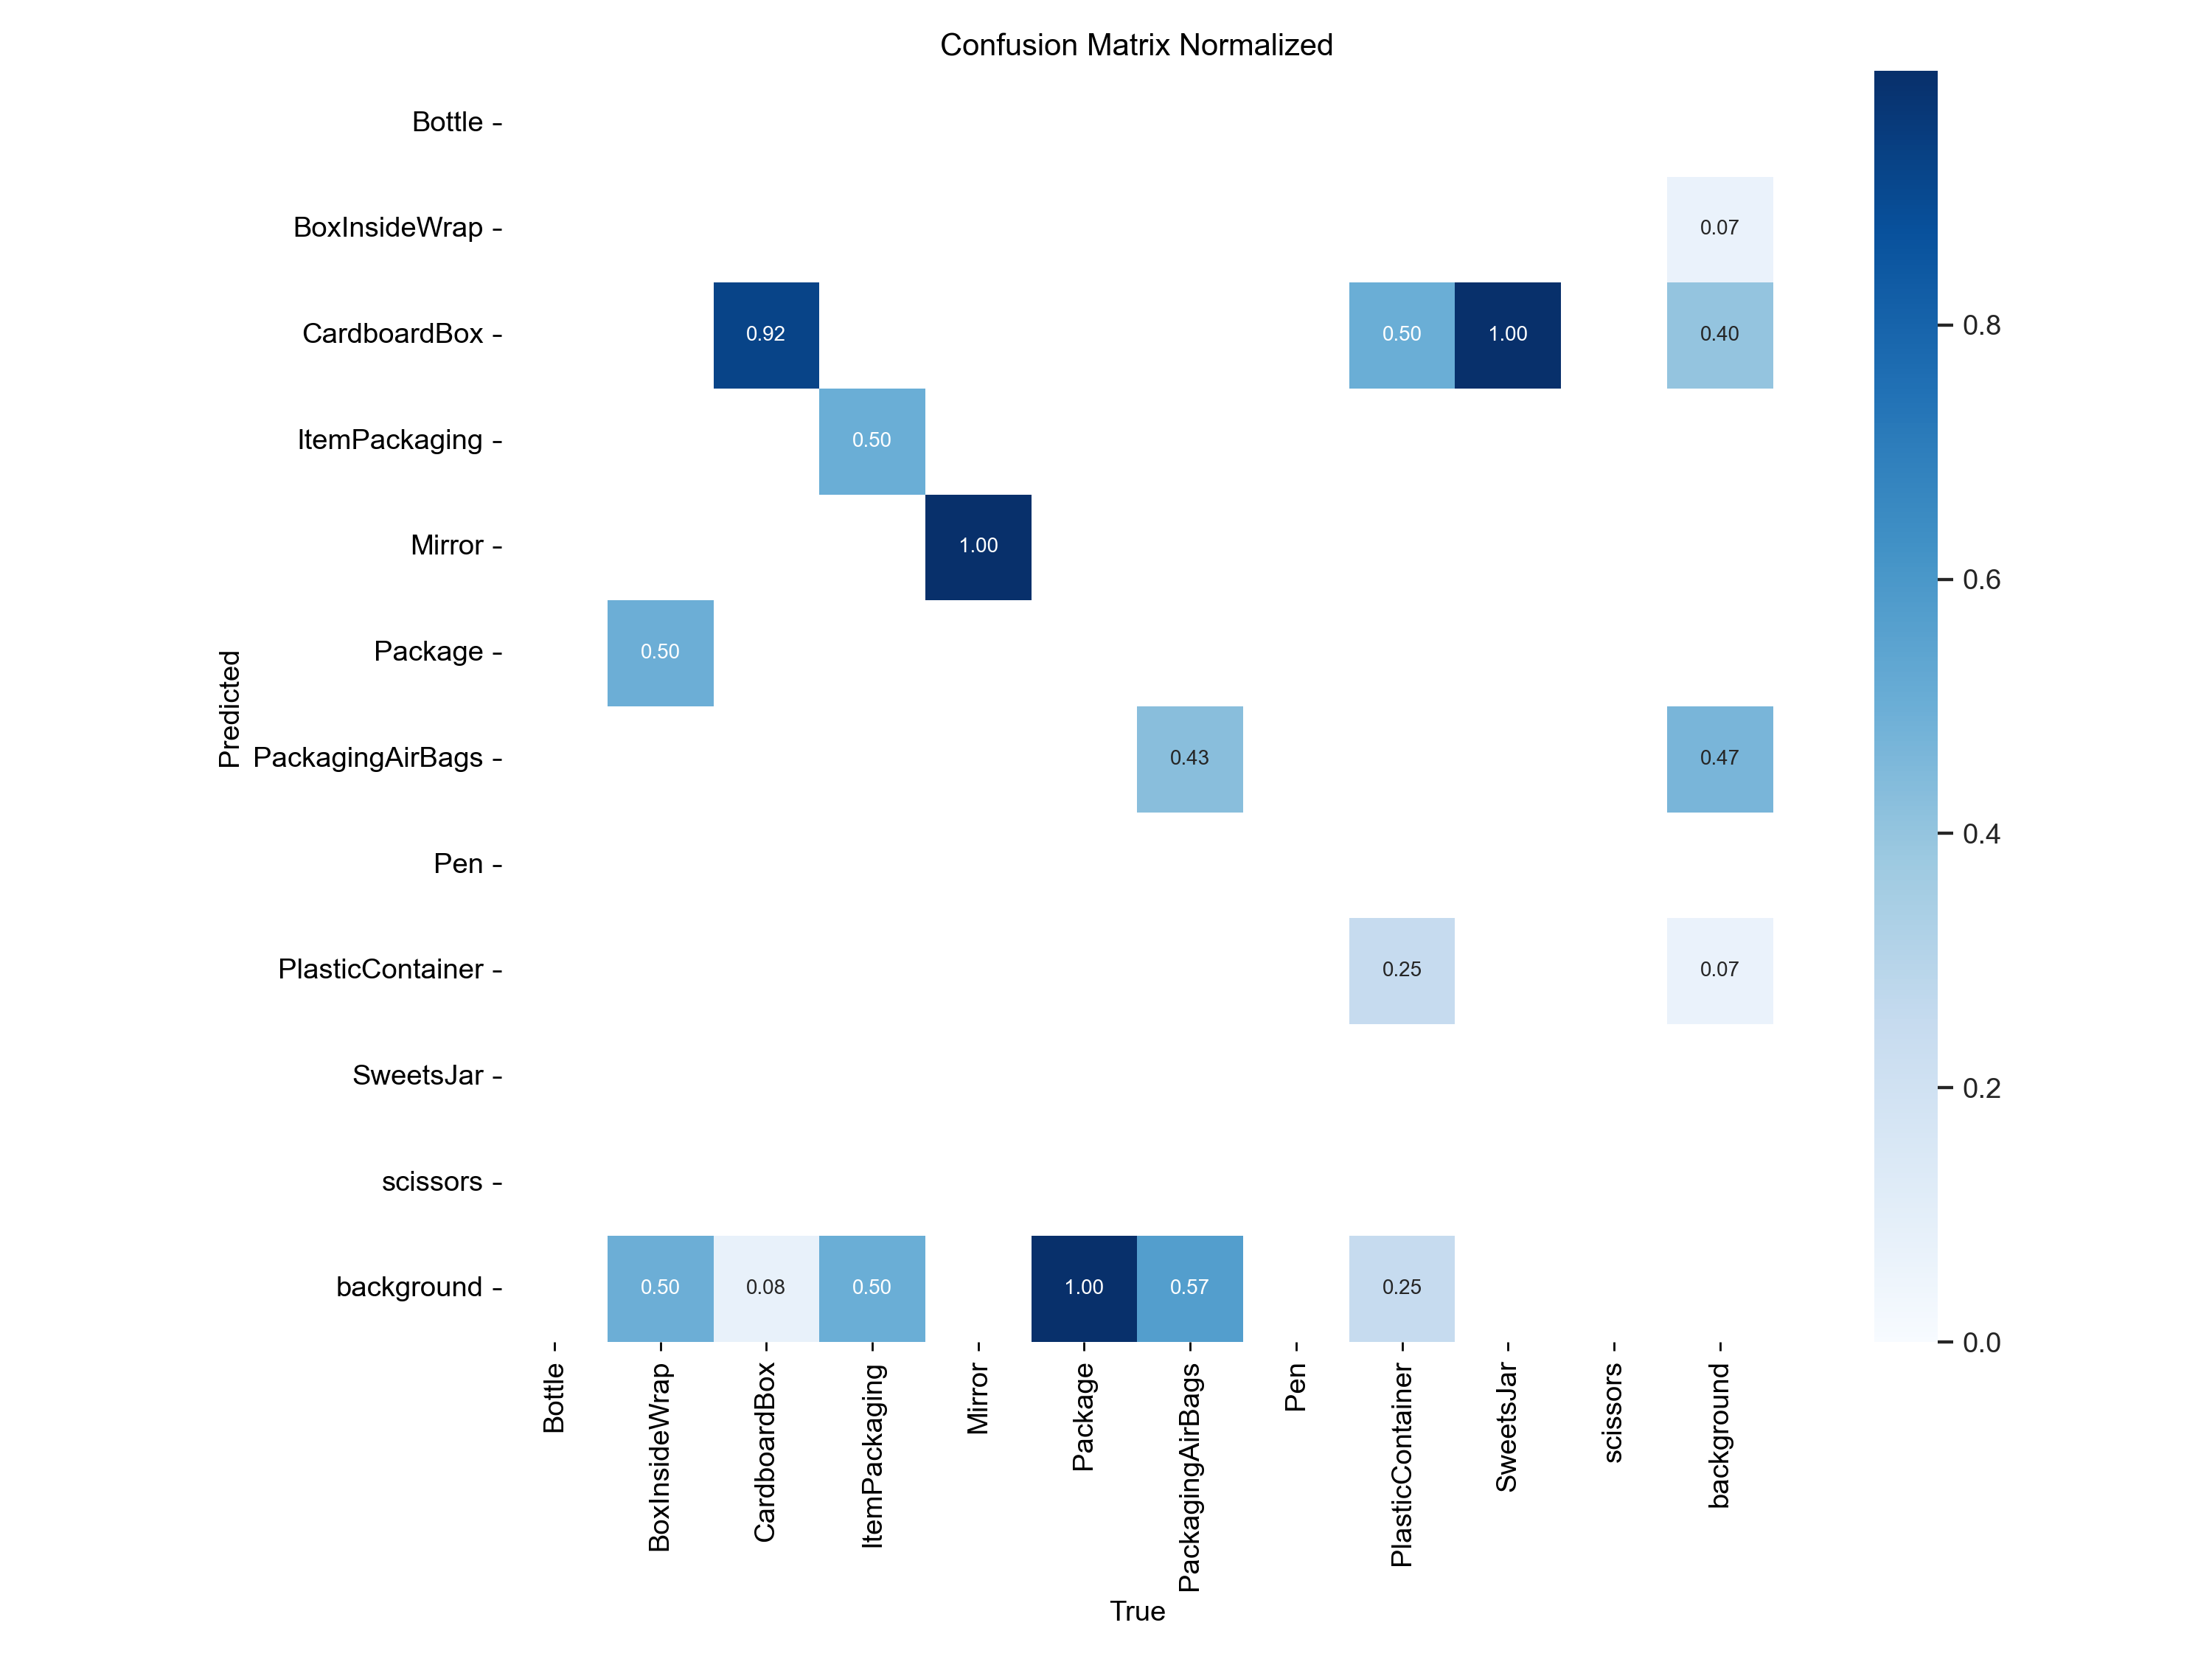 Confusion Matrix Normalized
Bottle
BoxInsideWrap
0.07
CardboardBox
0.92
0.50
1.00
0.40
ItemPackaging
0.50
Mirror
1.00
Package
0.50
PackagingAirBags
0.43
0.47
Pen
PlasticContainer
0.25
0.07
SweetsJar
scissors
background
0.50
0.08
0.50
1.00
0.57
0.25
Predicted
Bottle
BoxInsideWrap
CardboardBox
ItemPackaging
Mirror
Package
PackagingAirBags
Pen
PlasticContainer
SweetsJar
scissors
background
True
0.8
0.6
0.4
0.2
0.0